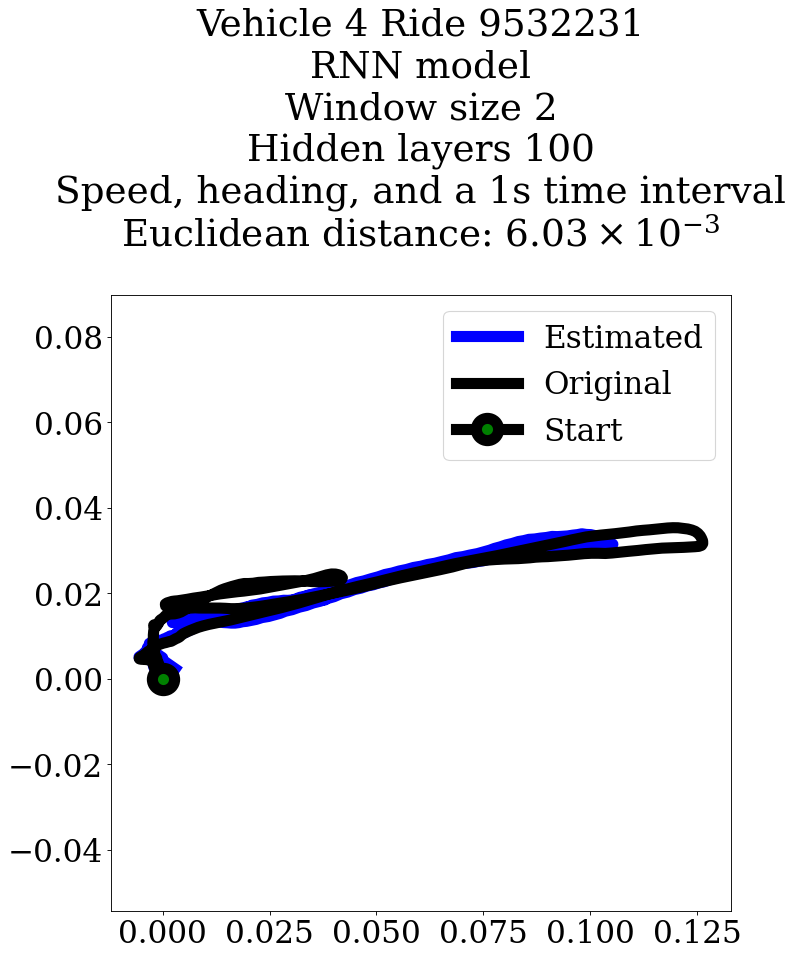 Vehicle 4 Ride 9532231
RNN model
Window size 2
Hidden layers 100
Speed, heading, and a 1s time interval
Euclidean distance: 6.03 × 10⁻³
Estimated
Original
Start
0.08
0.06
0.04
0.02
0.00
−0.02
−0.04
0.000 0.025 0.050 0.075 0.100 0.125